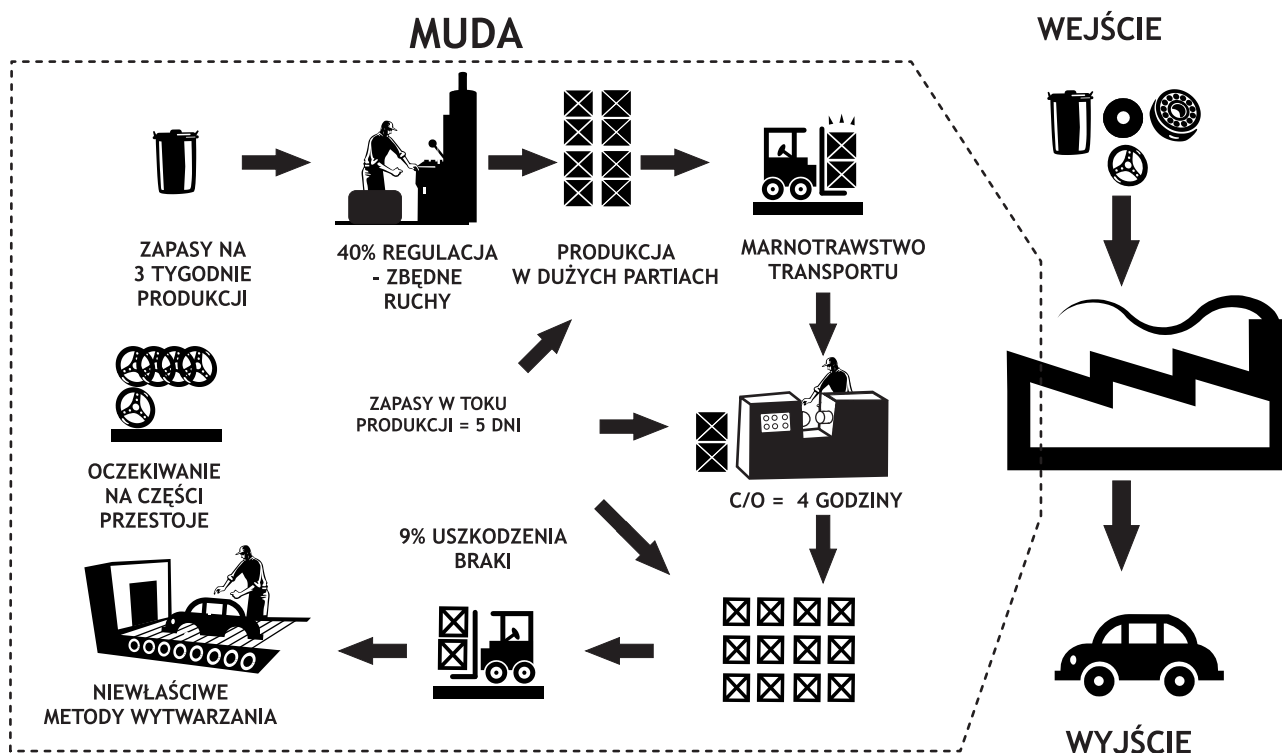 MUDA
WEJŚCIE
ZAPASY NA
3 TYGODNIE
PRODUKCJI
40% REGULACJA
- ZBĘDNE
RUCHY
PRODUKCJA
W DUŻYCH PARTIACH
MARNOTRAWSTWO
TRANSPORTU
ZAPASY W TOKU
PRODUKCJI = 5 DNI
OCZEKIWANIE
NA CZĘŚCI
PRZESTOJE
C/O = 4 GODZINY
9% USZKODZENIA
BRAKI
NIEWŁAŚCIWE
METODY WYTWARZANIA
WYJŚCIE